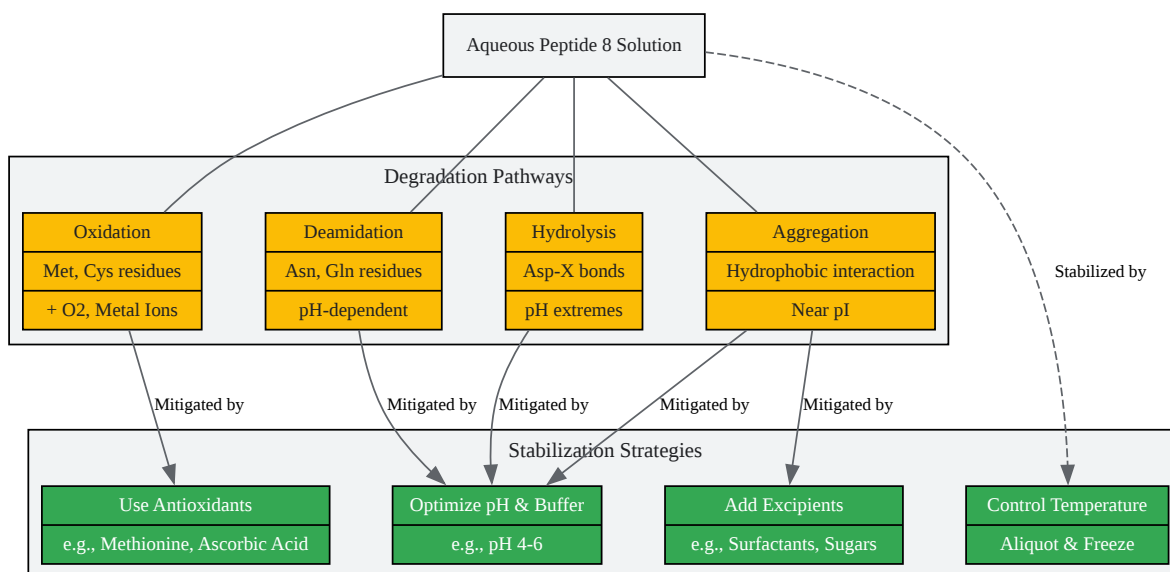 Aqueous Peptide 8 Solution
Degradation Pathways
Oxidation
Met, Cys residues
+ O2, Metal Ions
Deamidation
Asn, Gln residues
pH-dependent
Hydrolysis
Asp-X bonds
pH extremes
Aggregation
Hydrophobic interaction
Near pI
Stabilized by
Mitigated by
Mitigated by
Mitigated by
Mitigated by
Mitigated by
Stabilization Strategies
Use Antioxidants
e.g., Methionine, Ascorbic Acid
Optimize pH & Buffer
e.g., pH 4-6
Add Excipients
e.g., Surfactants, Sugars
Control Temperature
Aliquot & Freeze